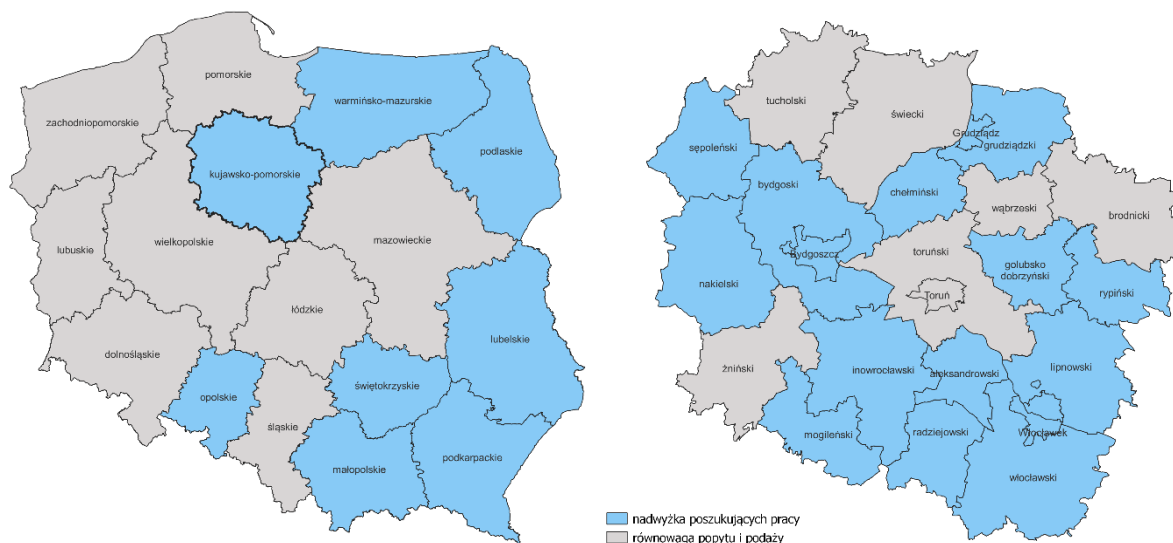 pomorskie
warmińsko-mazurskie
zachodniopomorskie
podlaskie
kujawsko-pomorskie
mazowieckie
wielkopolskie
lubuskie
łódzkie
lubelskie
dolnośląskie
świętokrzyskie
opolskie
śląskie
podkarpackie
małopolskie
tucholski
świecki
Grudziądz
grudziądzki
sępoleński
bydgoski
chełmiński
wąbrzeski
brodnicki
Bydgoszcz
toruński
golubsko
dobrzyński
nakielski
rypiński
Toruń
żniński
inowrocławski
aleksandrowski
lipnowski
mogileński
radziejowski
Włocławek
włocławski
nadwyżka poszukujących pracy
równowaga popytu i podaży